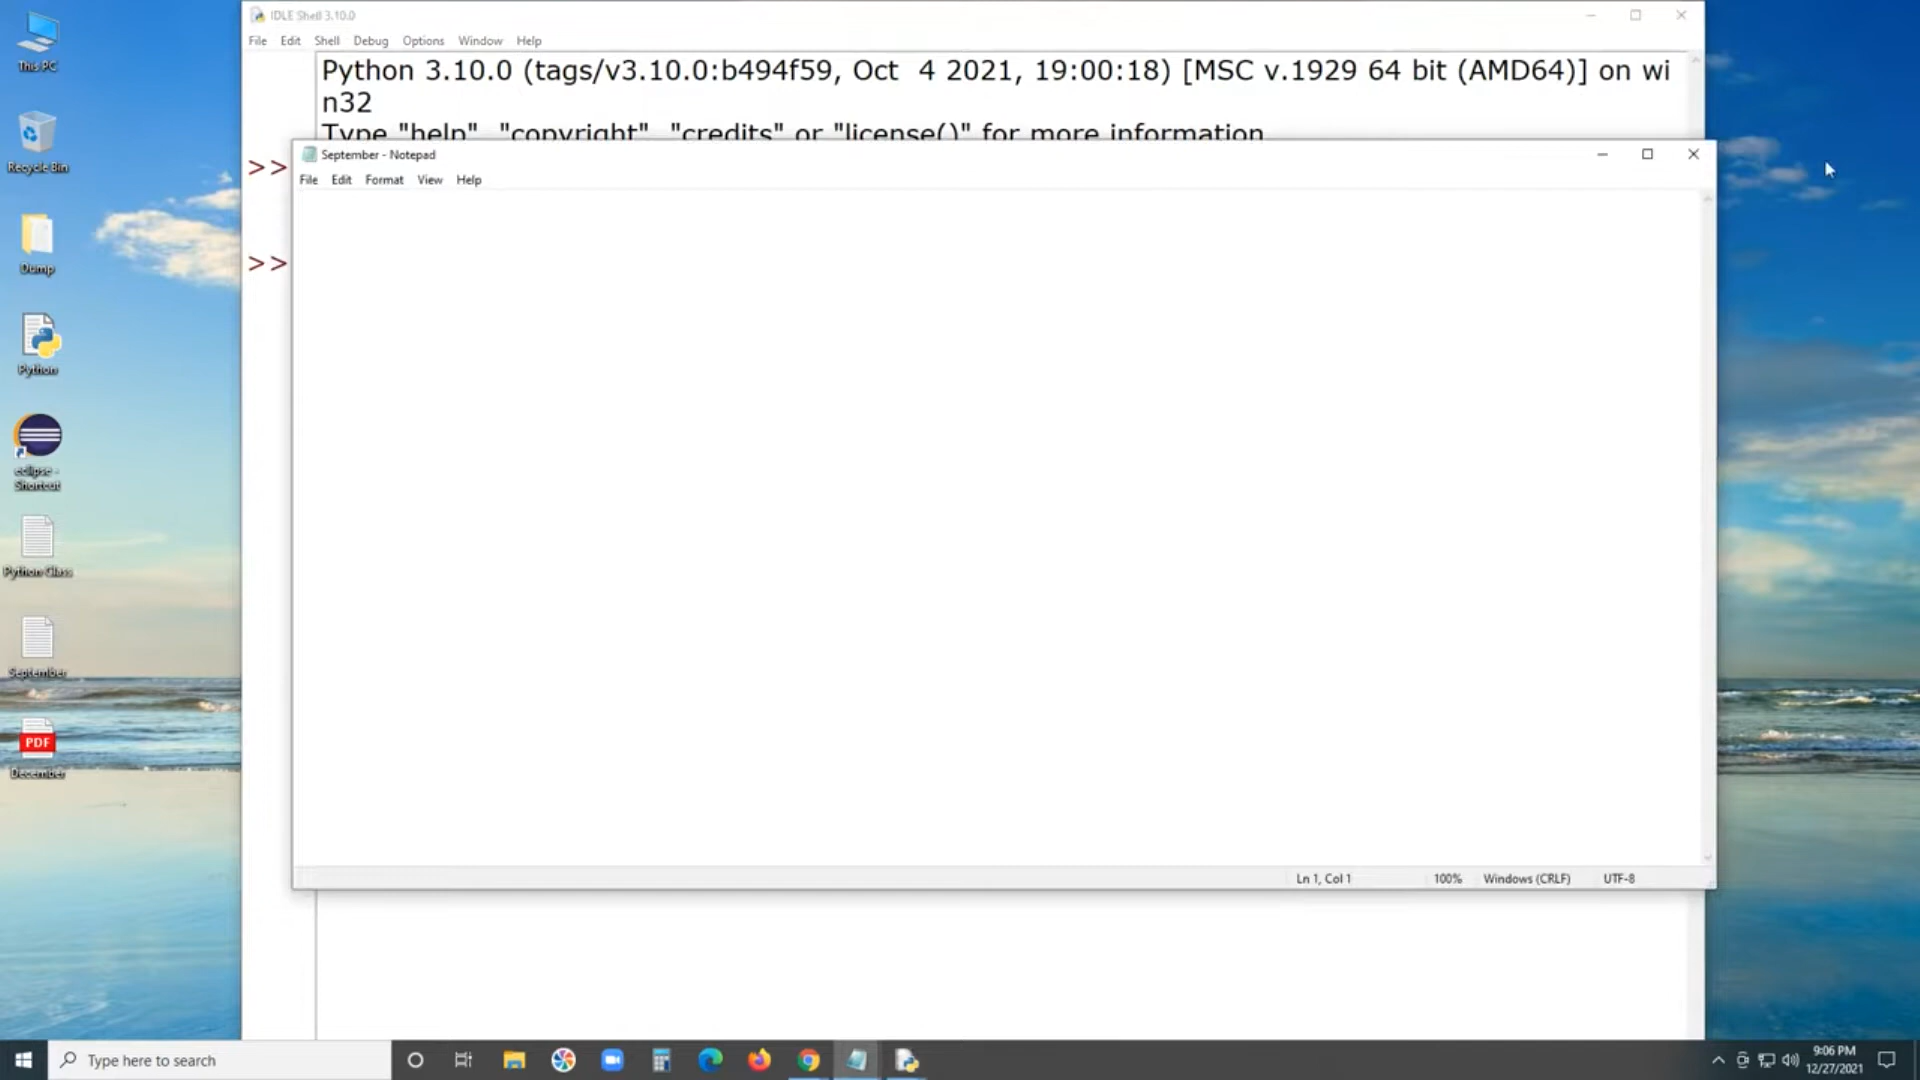 IDLE Shell 3.10.0
File Edit Shell Debug Options Window Help
Python 3.10.0 (tags/v3.10.0:b494f59, Oct  4 2021, 19:00:18) [MSC v.1929 64 bit (AMD64)] on wi
n32
Type "help", "copyright", "credits" or "license()" for more information
>>
>>
September - Notepad
File Edit Format View Help
Ln 1, Col 1 100% Windows (CRLF) UTF-8
This PC
Recycle Bin
Dump
Python
eclipse -
Shortcut
Python Class
September
PDF
December
Type here to search
9:06 PM
12/27/2021